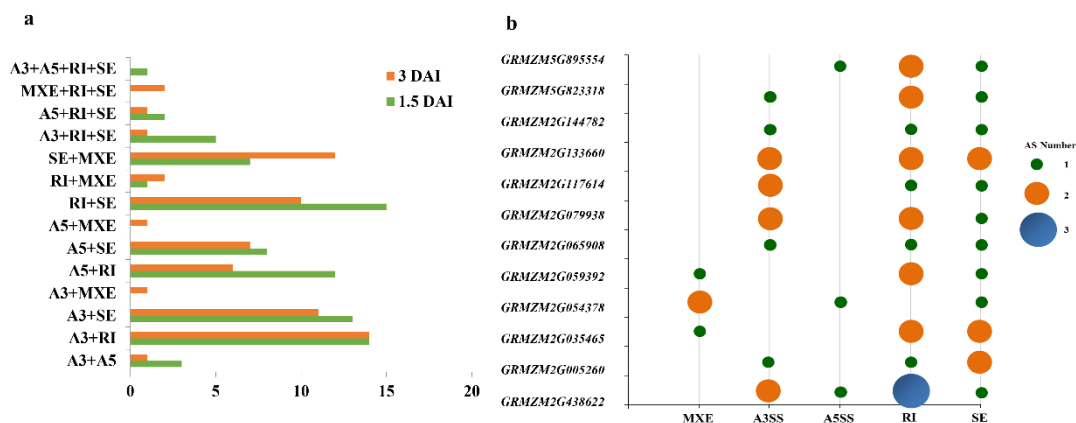 a
A3+A5+RI+SE
MXE+RI+SE
A5+RI+SE
A3+RI+SE
SE+MXE
RI+MXE
RI+SE
A5+MXE
A5+SE
A5+RI
A3+MXE
A3+SE
A3+RI
A3+A5
0 5 10 15 20
3 DAI
1.5 DAI
b
GRMZM5G895554
GRMZM5G823318
GRMZM2G144782
GRMZM2G133660
GRMZM2G117614
GRMZM2G079938
GRMZM2G065908
GRMZM2G059392
GRMZM2G054378
GRMZM2G035465
GRMZM2G005260
GRMZM2G438622
MXE A3SS A5SS RI SE
AS Number
1
2
3